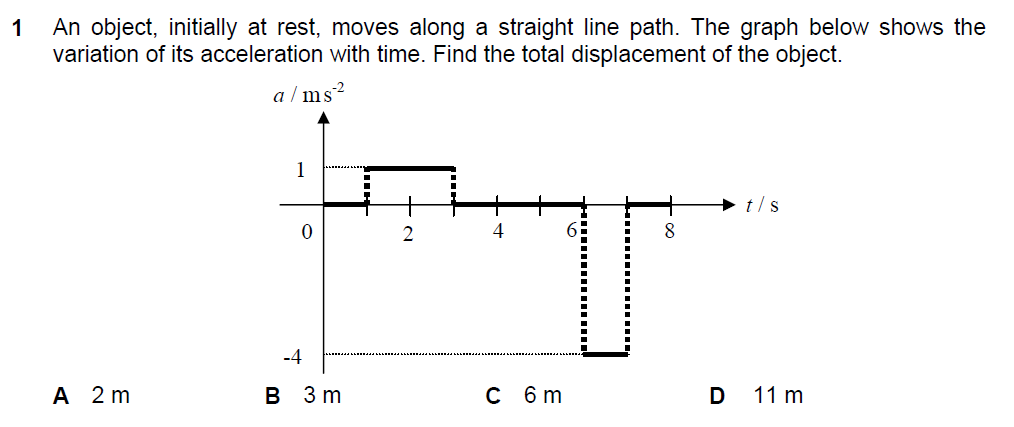 1 An object, initially at rest, moves along a straight line path. The graph below shows the
variation of its acceleration with time. Find the total displacement of the object.
a / ms⁻²
1
t / s
0 2 4 6 8
-4
A 2 m B 3 m C 6 m D 11 m